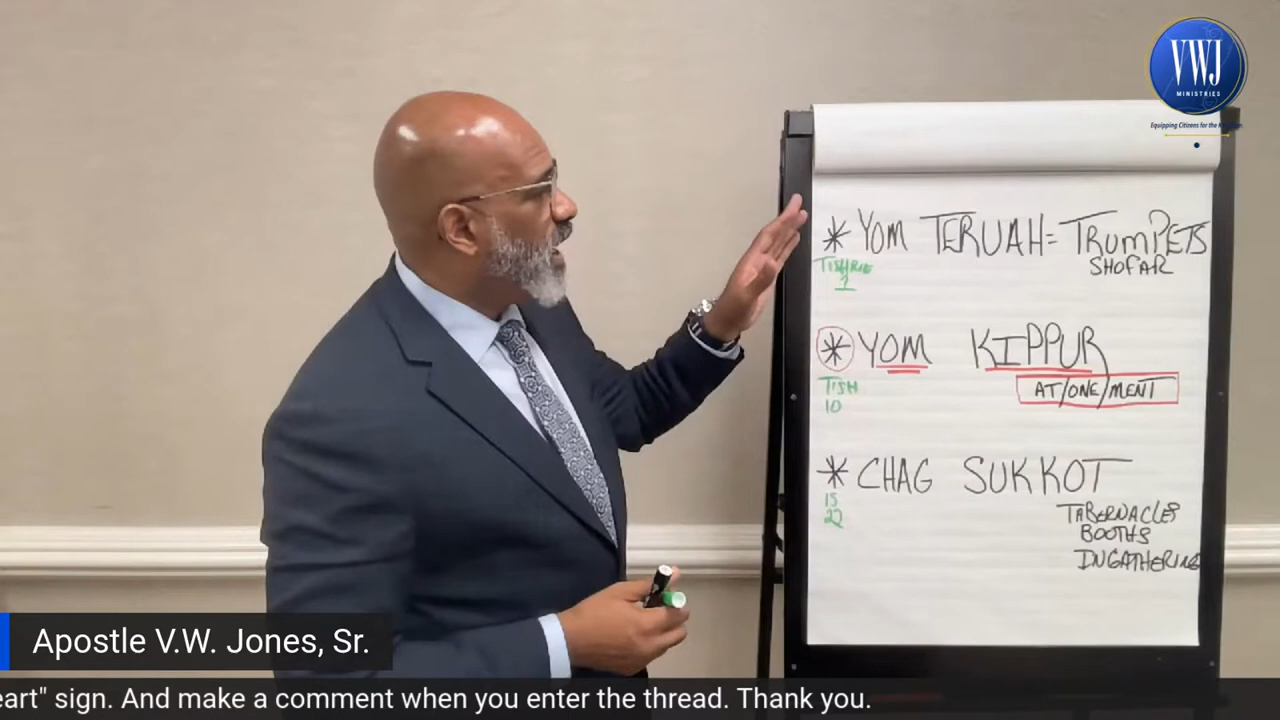 VWJ
MINISTRIES
Equipping Citizens for the
* YOM TERUAH = TRUMPETS
SHOFAR
TISHRIE
1
* YOM KIPPUR
AT/ONE/MENT
TISH
10
* CHAG SUKKOT
15
22
TABERNACLES
BOOTHS
INGATHERING
Apostle V.W. Jones, Sr.
eart" sign. And make a comment when you enter the thread. Thank you.